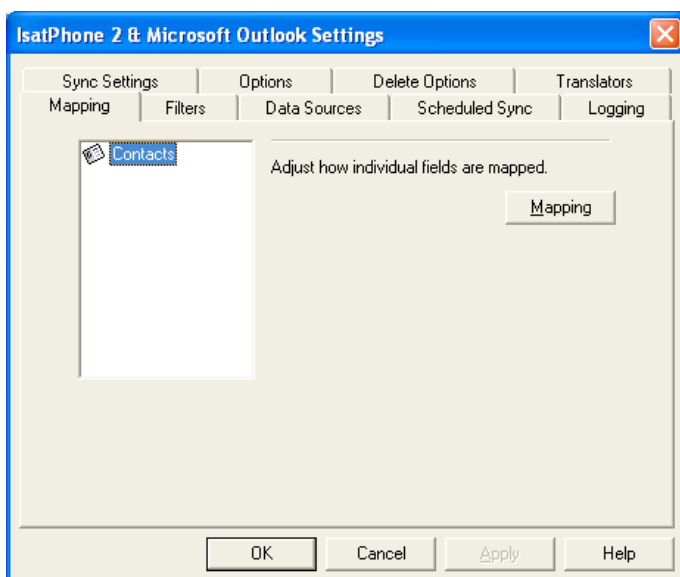 IsatPhone 2 & Microsoft Outlook Settings
Sync Settings Options Delete Options Translators
Mapping Filters Data Sources Scheduled Sync Logging
Contacts
Adjust how individual fields are mapped.
Mapping
OK Cancel Apply Help